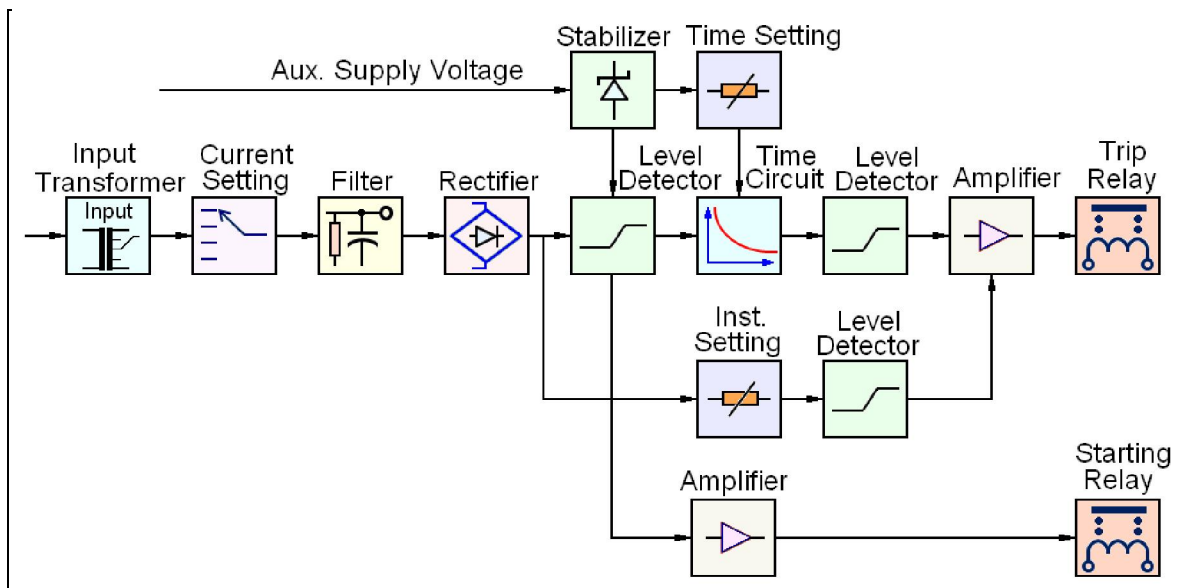 Stabilizer
Time Setting
Aux. Supply Voltage
Input
Transformer
Current
Setting
Filter
Rectifier
Level
Detector
Time
Circuit
Level
Detector
Amplifier
Trip
Relay
Input
Inst.
Setting
Level
Detector
Amplifier
Starting
Relay